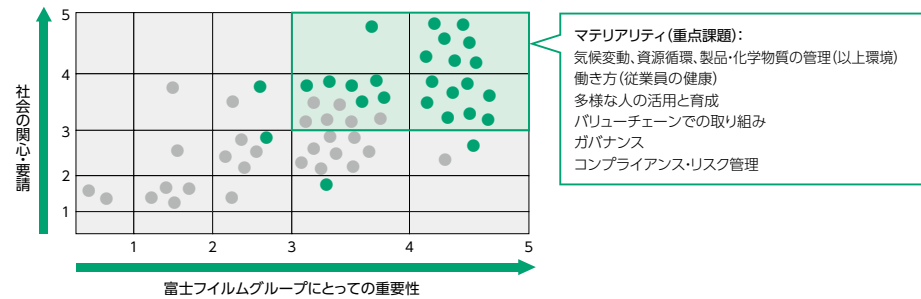 5
4
3
2
1
社会の関心・要請
1 2 3 4 5
富士フイルムグループにとっての重要性
マテリアリティ(重点課題):
気候変動、資源循環、製品・化学物質の管理(以上環境)
働き方(従業員の健康)
多様な人の活用と育成
バリューチェーンでの取り組み
ガバナンス
コンプライアンス・リスク管理